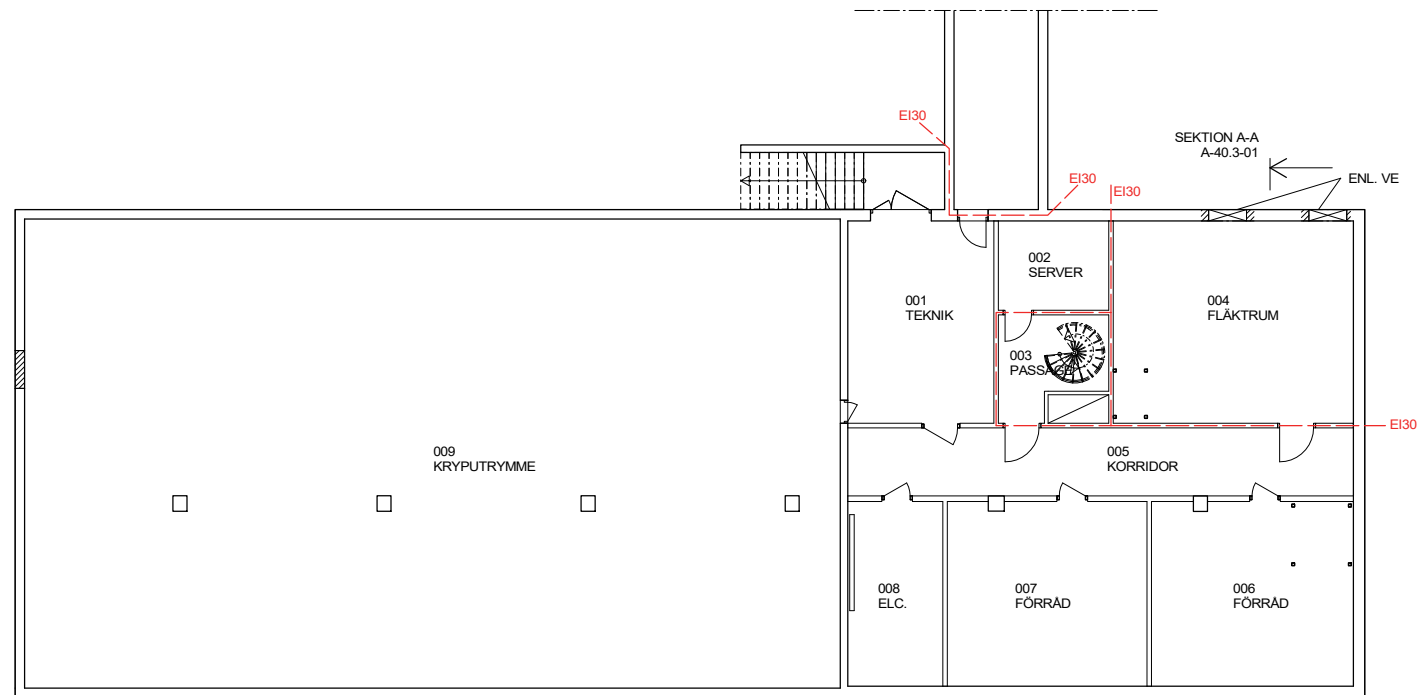 EI30
SEKTION A-A
A-40.3-01
ENL. VE
EI30
EI30
002
SERVER
001
TEKNIK
004
FLÄKTRUM
003
PASSAGE
EI30
009
KRYPUTRYMME
005
KORRIDOR
008
ELC.
007
FÖRRÅD
006
FÖRRÅD